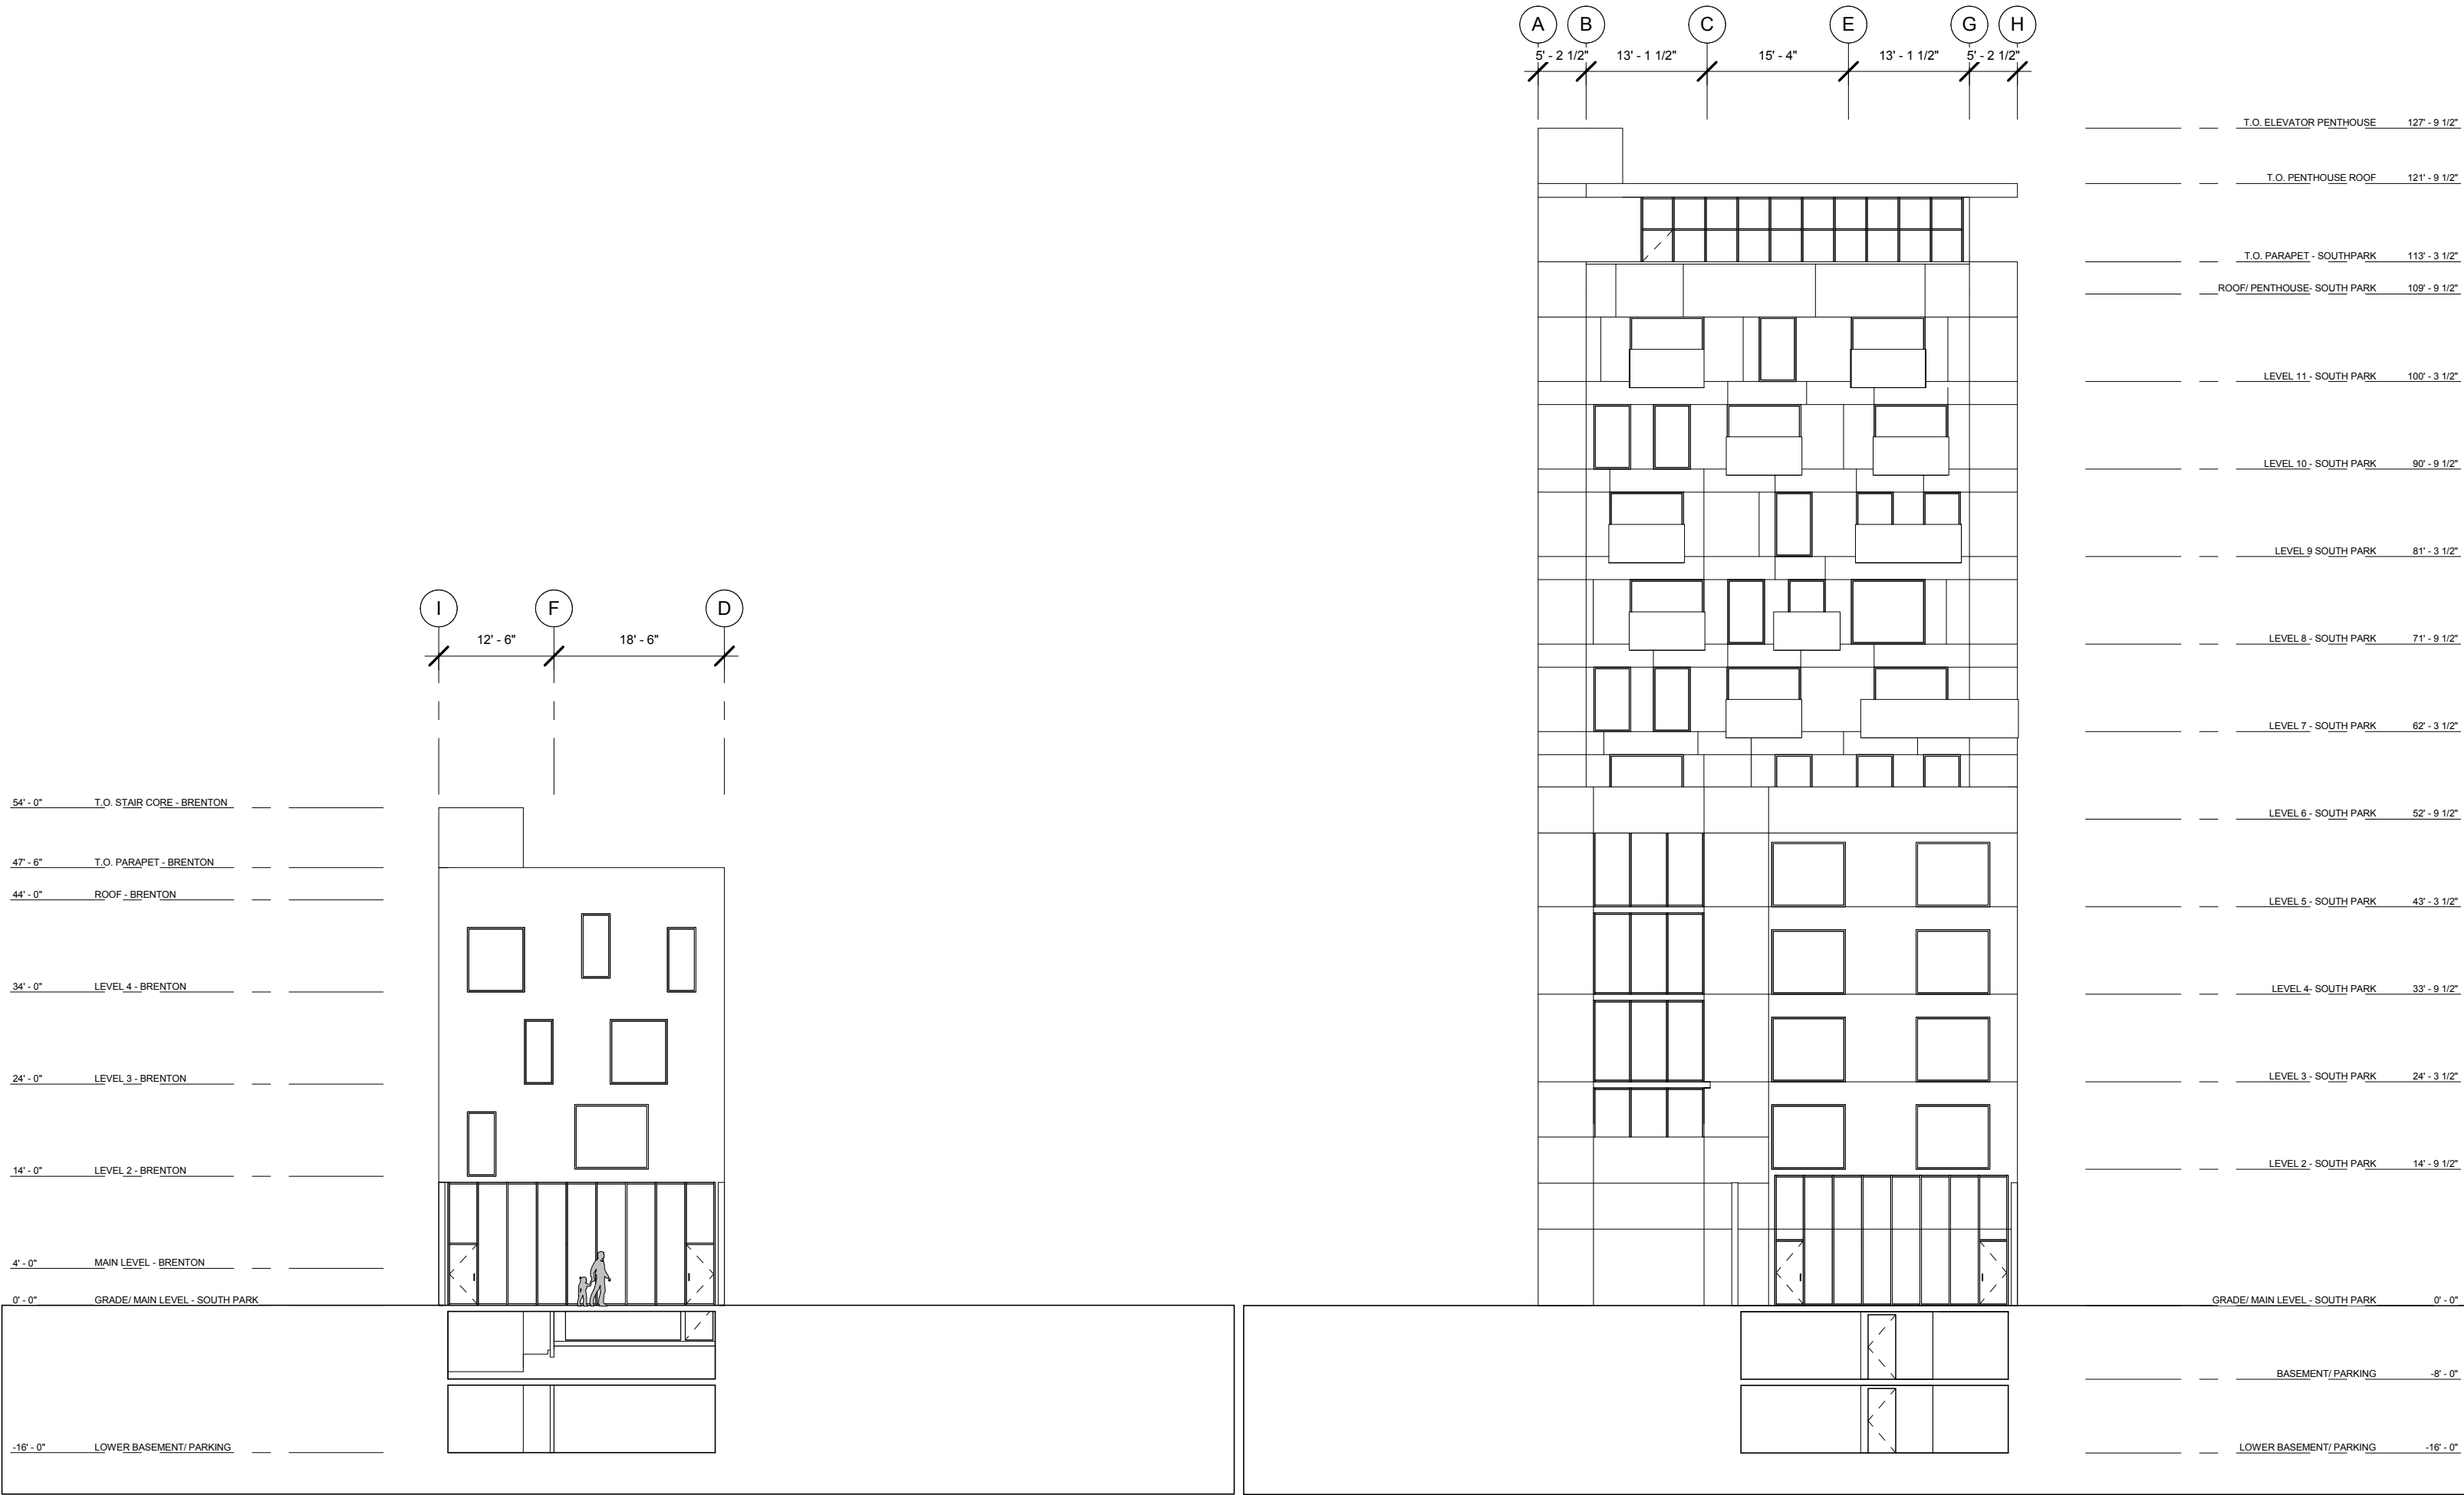 A B C E G H
5' - 2 1/2" 13' - 1 1/2" 15' - 4" 13' - 1 1/2" 5' - 2 1/2"
T.O. ELEVATOR PENTHOUSE 127' - 9 1/2"
T.O. PENTHOUSE ROOF 121' - 9 1/2"
T.O. PARAPET - SOUTHPARK 113' - 3 1/2"
ROOF/ PENTHOUSE- SOUTH PARK 109' - 9 1/2"
LEVEL 11 - SOUTH PARK 100' - 3 1/2"
LEVEL 10 - SOUTH PARK 90' - 9 1/2"
LEVEL 9 SOUTH PARK 81' - 3 1/2"
LEVEL 8 - SOUTH PARK 71' - 9 1/2"
LEVEL 7 - SOUTH PARK 62' - 3 1/2"
LEVEL 6 - SOUTH PARK 52' - 9 1/2"
LEVEL 5 - SOUTH PARK 43' - 3 1/2"
LEVEL 4- SOUTH PARK 33' - 9 1/2"
LEVEL 3 - SOUTH PARK 24' - 3 1/2"
LEVEL 2 - SOUTH PARK 14' - 9 1/2"
GRADE/ MAIN LEVEL - SOUTH PARK 0' - 0"
BASEMENT/ PARKING -8' - 0"
LOWER BASEMENT/ PARKING -16' - 0"
I F D
12' - 6" 18' - 6"
54' - 0" T.O. STAIR CORE - BRENTON
47' - 6" T.O. PARAPET - BRENTON
44' - 0" ROOF - BRENTON
34' - 0" LEVEL 4 - BRENTON
24' - 0" LEVEL 3 - BRENTON
14' - 0" LEVEL 2 - BRENTON
4' - 0" MAIN LEVEL - BRENTON
0' - 0" GRADE/ MAIN LEVEL - SOUTH PARK
-16' - 0" LOWER BASEMENT/ PARKING